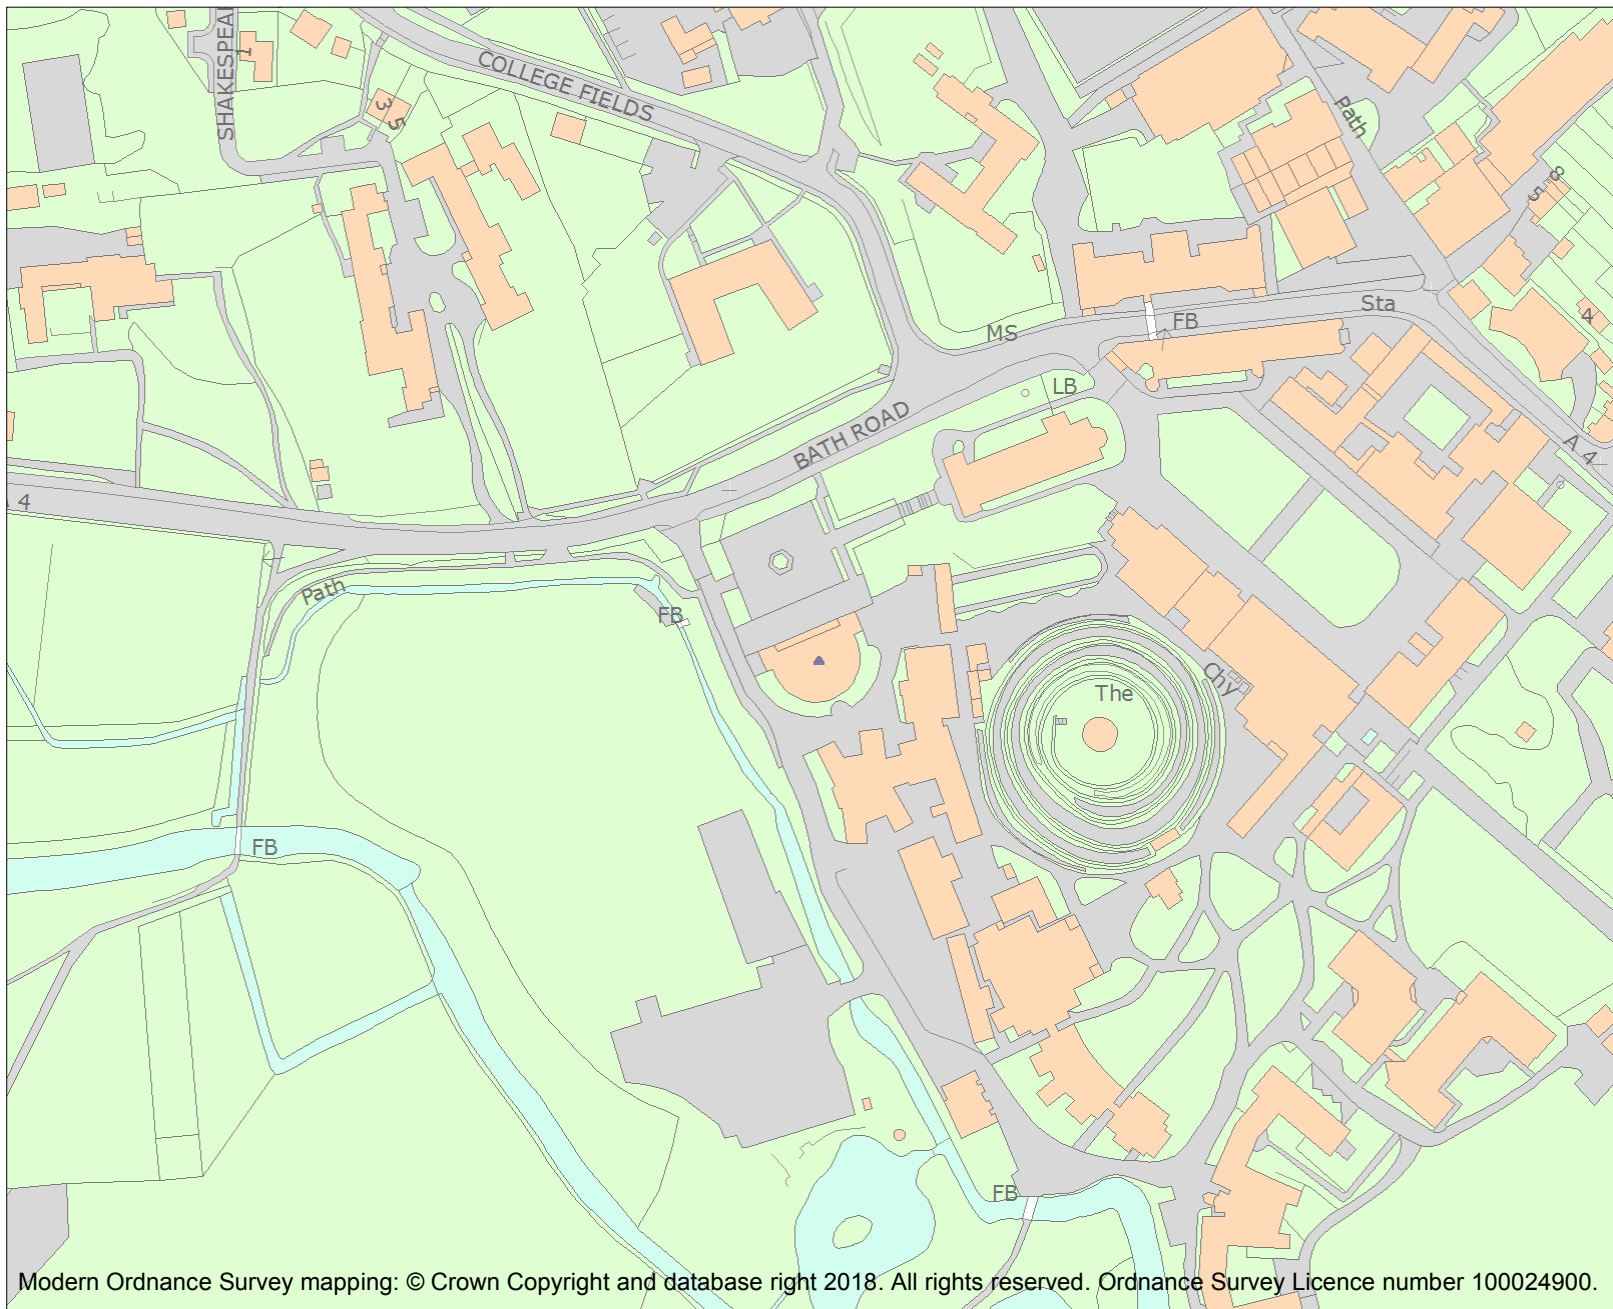 SHAKESPEAR
1
COLLEGE FIELDS
3
5
Path
5
8
MS
FB
Sta
4
LB
BATH ROAD
A 4
4
Path
FB
The
Chy
FB
FB
Modern Ordnance Survey mapping: © Crown Copyright and database right 2018. All rights reserved. Ordnance Survey Licence number 100024900.